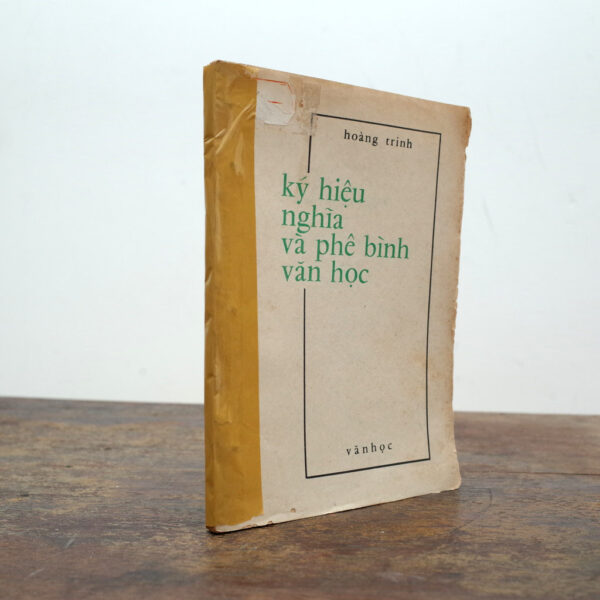 hoàng trinh
ký hiệu
nghĩa
và phê bình
văn học
vănhọc